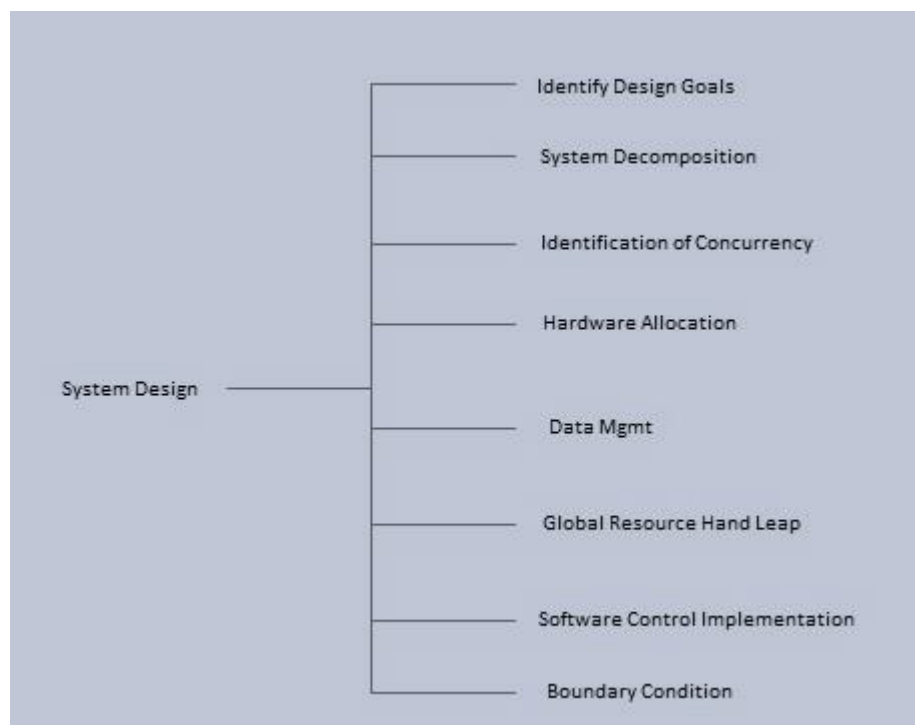 Identify Design Goals
System Decomposition
Identification of Concurrency
Hardware Allocation
System Design
Data Mgmt
Global Resource Hand Leap
Software Control Implementation
Boundary Condition